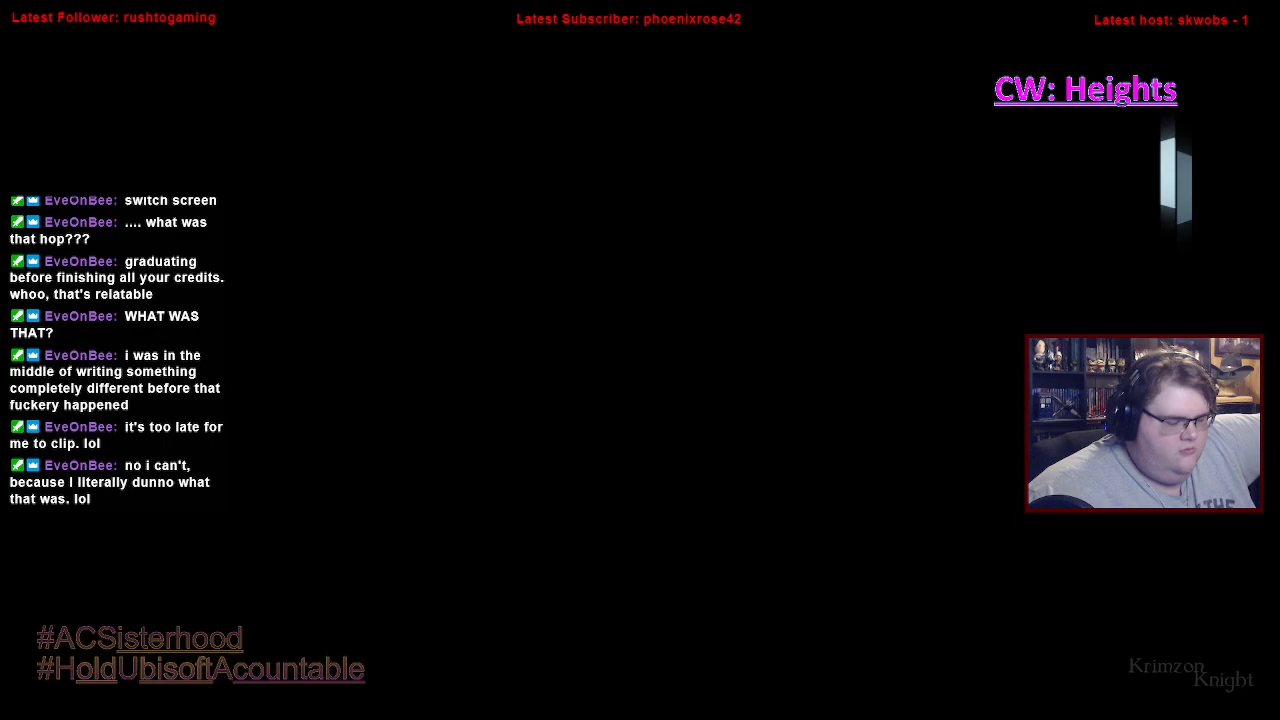 Latest Follower: rushtogaming
Latest Subscriber: phoenixrose42
Latest host: skwobs - 1
CW: Heights
EveOnBee: switch screen
EveOnBee: .... what was
that hop???
EveOnBee: graduating
before finishing all your credits.
whoo, that's relatable
EveOnBee: WHAT WAS
THAT?
EveOnBee: i was in the
middle of writing something
completely different before that
fuckery happened
EveOnBee: it's too late for
me to clip. lol
EveOnBee: no i can't,
because I literally dunno what
that was. lol
#ACSisterhood
#HoldUbisoftAcountable
Krimzon
Knight